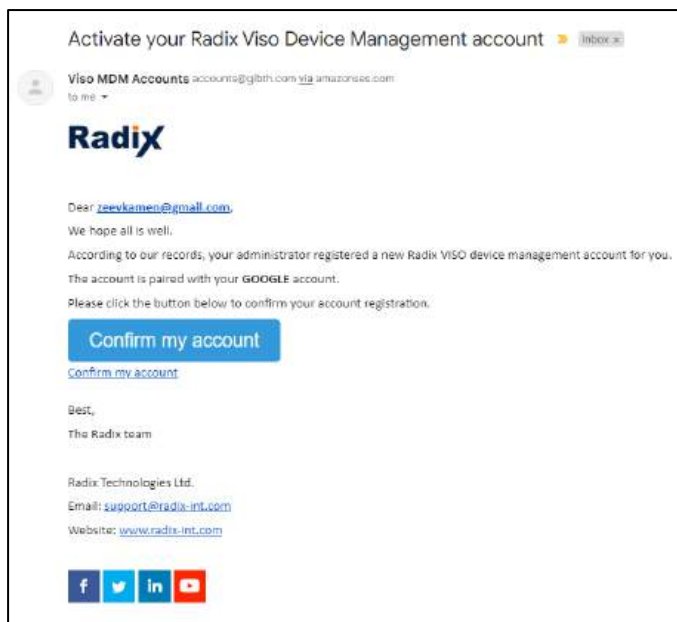 Activate your Radix Viso Device Management account Inbox x
Viso MDM Accounts accounts@glbth.com via amazonses.com
to me
Radix
Dear zeevkamen@gmail.com,
We hope all is well.
According to our records, your administrator registered a new Radix VISO device management account for you.
The account is paired with your GOOGLE account.
Please click the button below to confirm your account registration.
Confirm my account
Confirm my account
Best,
The Radix team
Radix Technologies Ltd.
Email: support@radix-int.com
Website: www.radix-int.com
f in